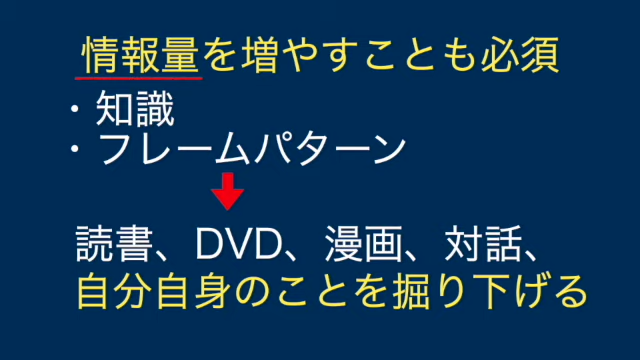 情報量を増やすことも必須
・知識
・フレームパターン
読書、DVD、漫画、対話、
自分自身のことを掘り下げる